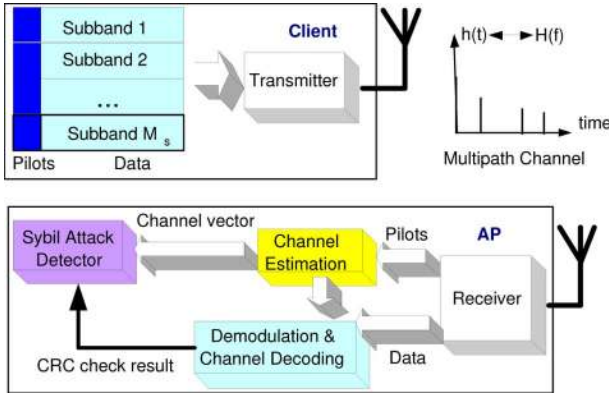 Subband 1
Subband 2
...
Subband M s
Pilots
Data
Client
Transmitter
h(t) H(f)
time
Multipath Channel
Channel vector
Sybil Attack
Detector
Channel
Estimation
Pilots
AP
Receiver
Demodulation &
Channel Decoding
Data
CRC check result